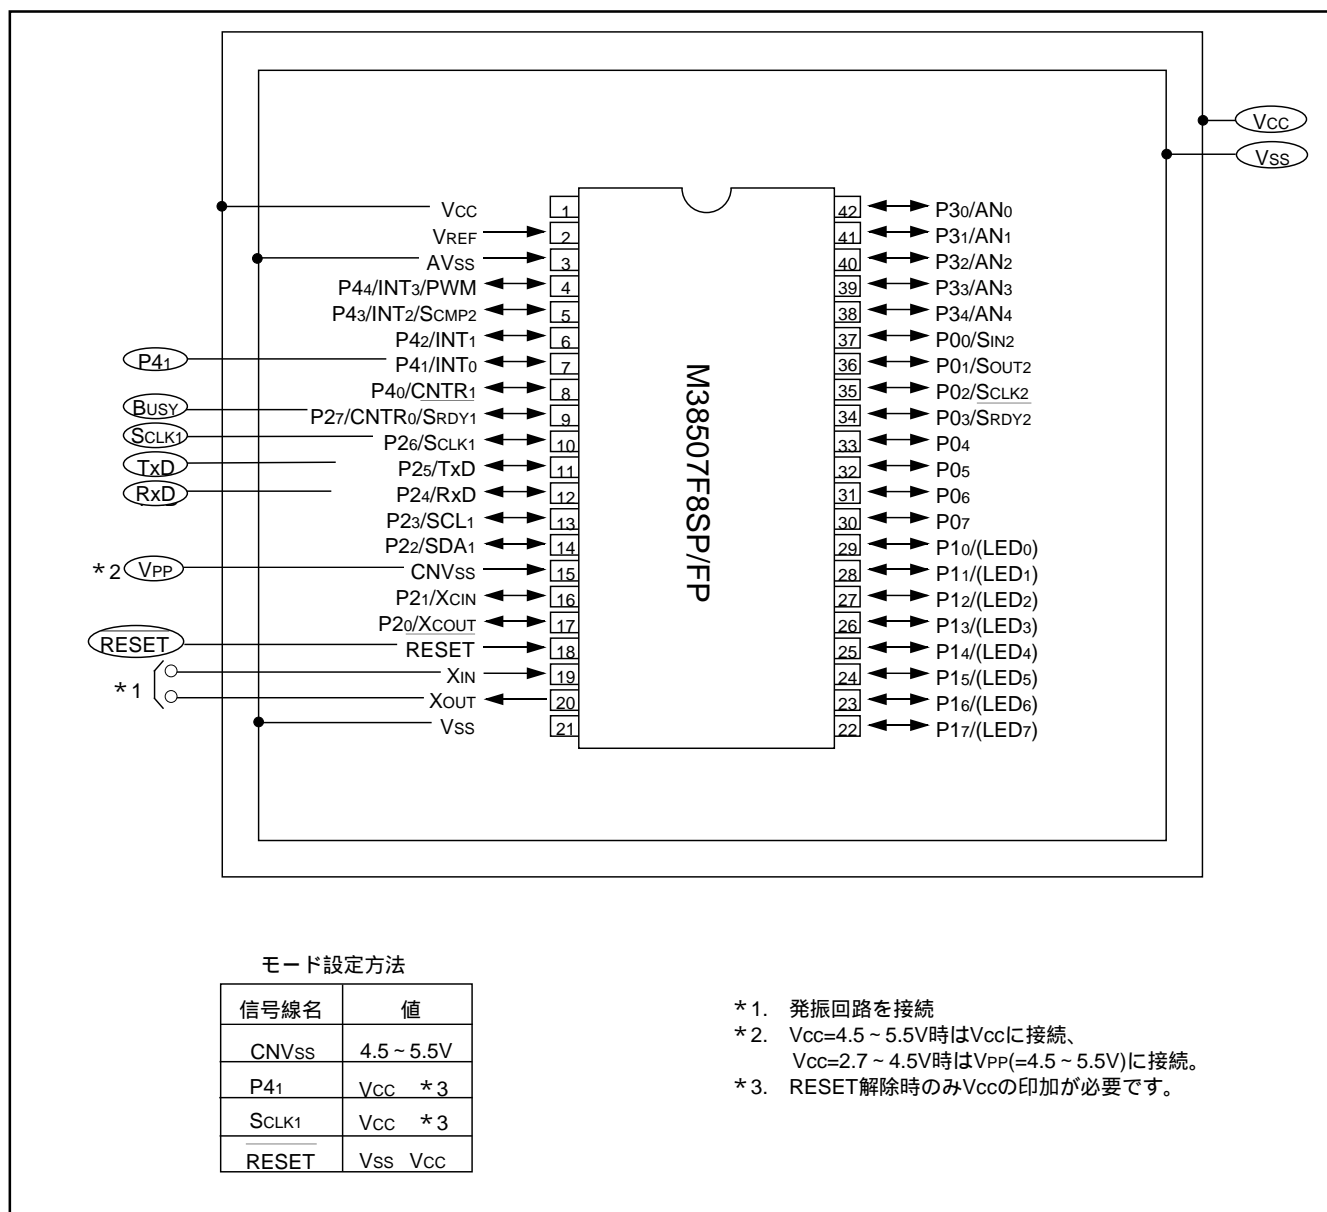 VCC
VSS
VCC 1
VREF 2
AVSS 3
P44/INT3/PWM 4
P43/INT2/SCMP2 5
P42/INT1 6
P41 P41/INT0 7
P40/CNTR1 8
BUSY P27/CNTR0/SRDY1 9
SCLK1 P26/SCLK1 10
TxD P25/TxD 11
RxD P24/RxD 12
P23/SCL1 13
P22/SDA1 14
*2 VPP CNVSS 15
P21/XCIN 16
P20/XCOUT 17
RESET RESET 18
XIN 19
*1 XOUT 20
VSS 21
M38507F8SP/FP
42 P30/AN0
41 P31/AN1
40 P32/AN2
39 P33/AN3
38 P34/AN4
37 P00/SIN2
36 P01/SOUT2
35 P02/SCLK2
34 P03/SRDY2
33 P04
32 P05
31 P06
30 P07
29 P10/(LED0)
28 P11/(LED1)
27 P12/(LED2)
26 P13/(LED3)
25 P14/(LED4)
24 P15/(LED5)
23 P16/(LED6)
22 P17/(LED7)
モード設定方法
信号線名 値
CNVSS 4.5~5.5V
P41 VCC *3
SCLK1 VCC *3
RESET VSS VCC
*1. 発振回路を接続
*2. Vcc=4.5~5.5V時はVccに接続、
Vcc=2.7~4.5V時はVPP(=4.5~5.5V)に接続。
*3. RESET解除時のみVccの印加が必要です。